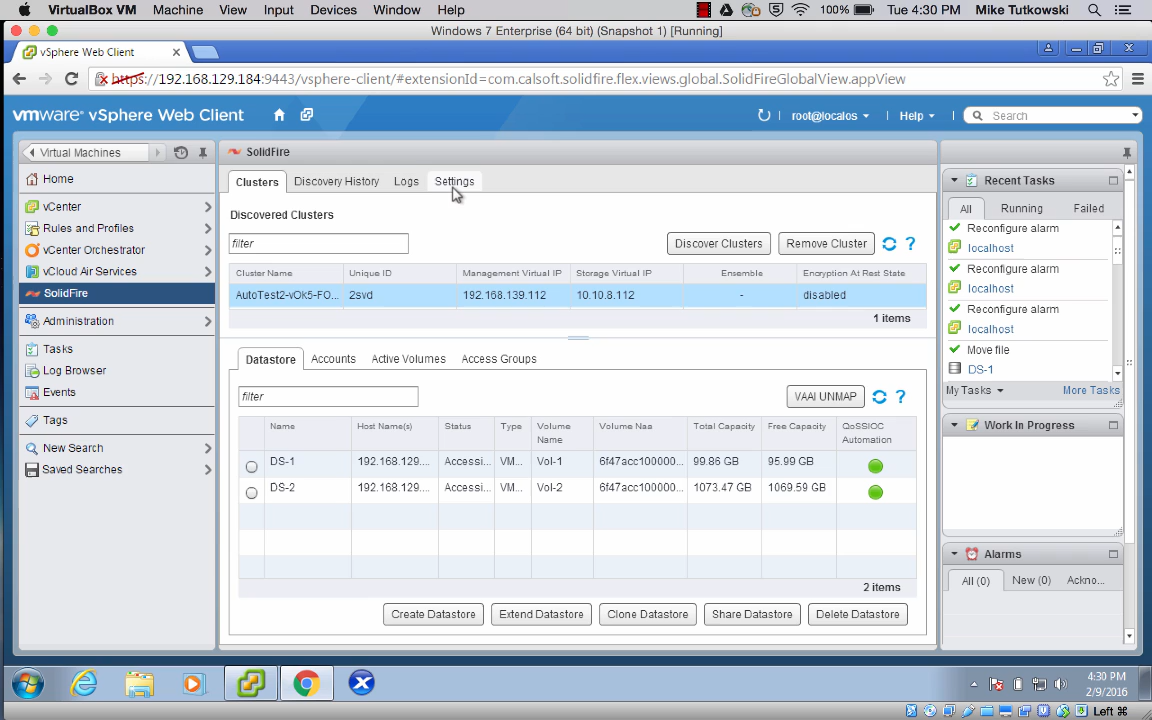 VirtualBox VM Machine View Input Devices Window Help 100% Tue 4:30 PM Mike Tutkowski
Windows 7 Enterprise (64 bit) (Snapshot 1) [Running]
vSphere Web Client
https://192.168.129.184:9443/vsphere-client/#extensionId=com.calsoft.solidfire.flex.views.global.SolidFireGlobalView.appView
vmware® vSphere Web Client root@localos Help Search
Virtual Machines
Home
vCenter
Rules and Profiles
vCenter Orchestrator
vCloud Air Services
SolidFire
Administration
Tasks
Log Browser
Events
Tags
New Search
Saved Searches
SolidFire
Clusters Discovery History Logs Settings
Discovered Clusters
filter Discover Clusters Remove Cluster ?
Cluster Name Unique ID Management Virtual IP Storage Virtual IP Ensemble Encryption At Rest State
AutoTest2-vOk5-FO... 2svd 192.168.139.112 10.10.8.112 - disabled
1 items
Datastore Accounts Active Volumes Access Groups
filter VAAI UNMAP ?
Name Host Name(s) Status Type Volume Name Volume Naa Total Capacity Free Capacity QoSSIOC Automation
DS-1 192.168.129.... Accessi... VM... Vol-1 6f47acc100000... 99.86 GB 95.99 GB
DS-2 192.168.129.... Accessi... VM... Vol-2 6f47acc100000... 1073.47 GB 1069.59 GB
2 items
Create Datastore Extend Datastore Clone Datastore Share Datastore Delete Datastore
Recent Tasks
All Running Failed
Reconfigure alarm
localhost
Reconfigure alarm
localhost
Reconfigure alarm
localhost
Move file
DS-1
My Tasks More Tasks
Work In Progress
Alarms
All (0) New (0) Ackno...
4:30 PM
2/9/2016
Left ⌘